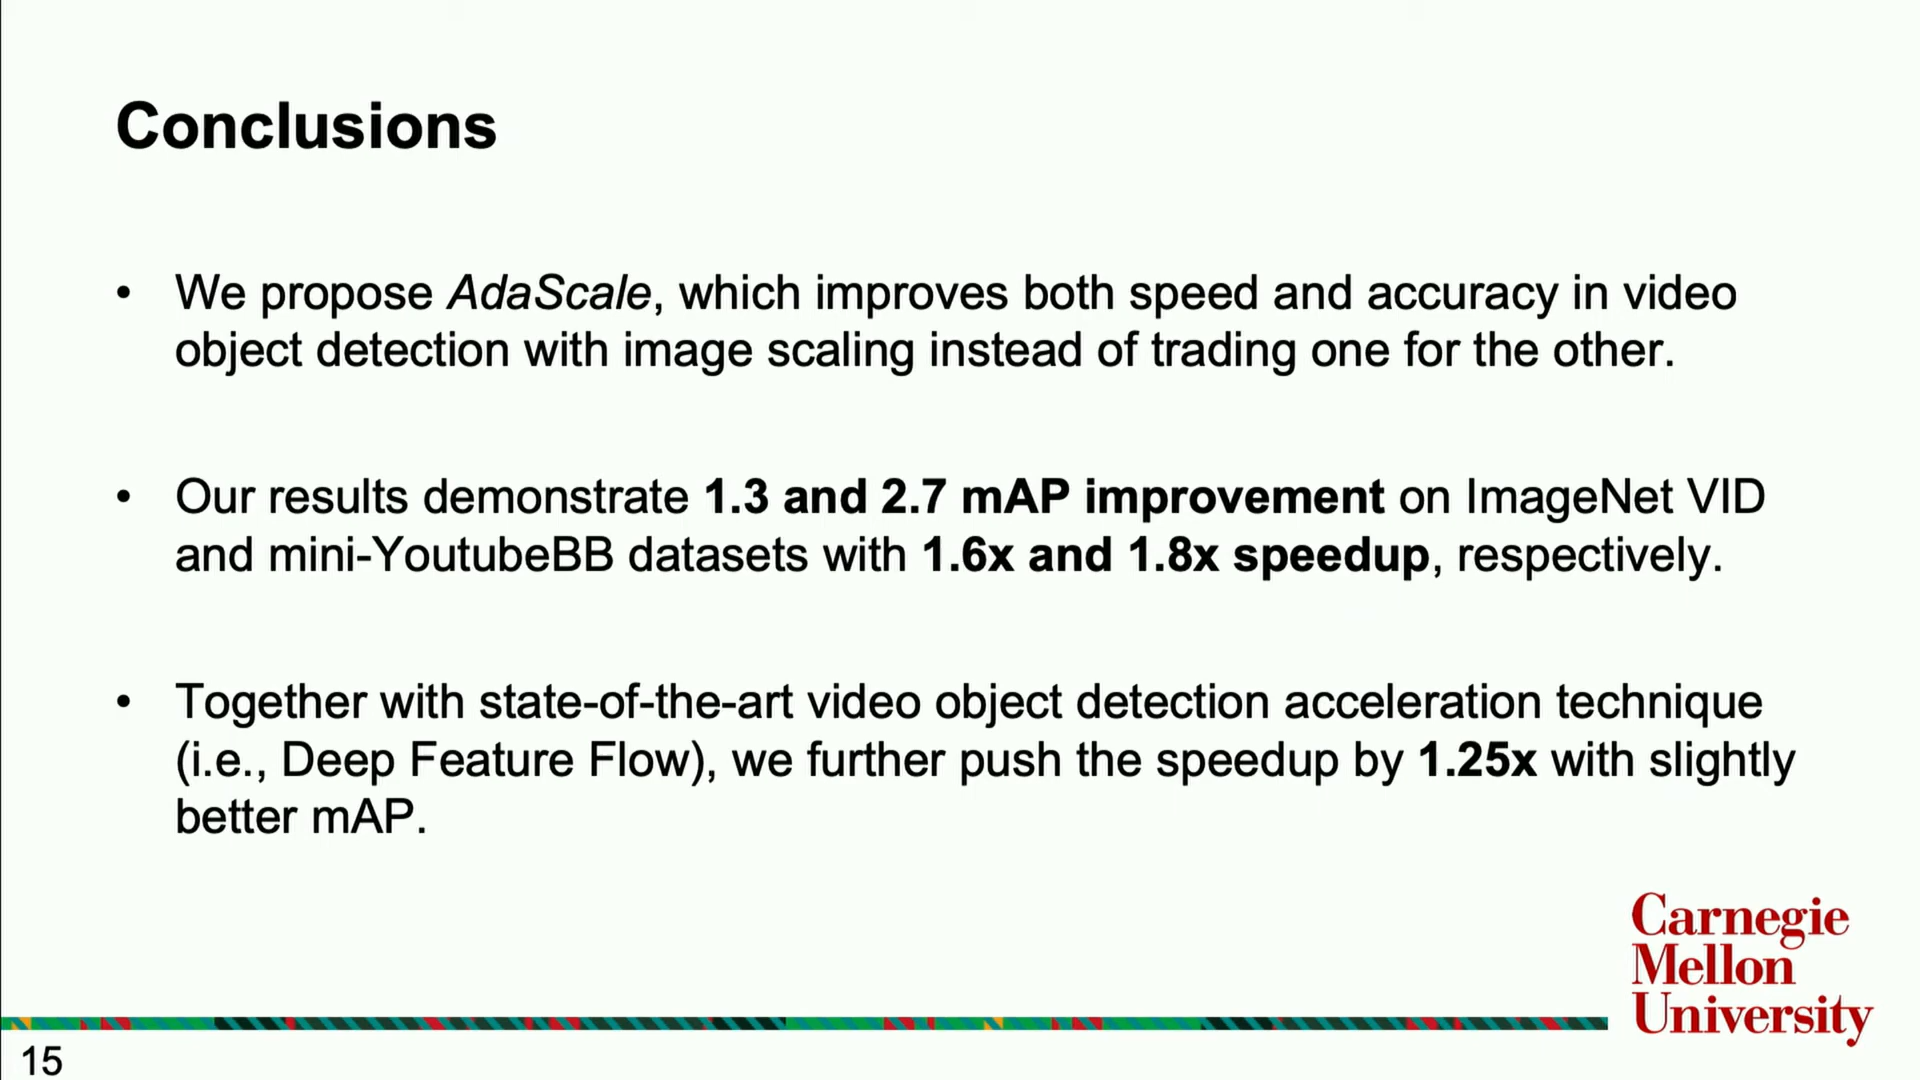 Conclusions
• We propose AdaScale, which improves both speed and accuracy in video
object detection with image scaling instead of trading one for the other.
• Our results demonstrate 1.3 and 2.7 mAP improvement on ImageNet VID
and mini-YoutubeBB datasets with 1.6x and 1.8x speedup, respectively.
• Together with state-of-the-art video object detection acceleration technique
(i.e., Deep Feature Flow), we further push the speedup by 1.25x with slightly
better mAP.
Carnegie
Mellon
University
15